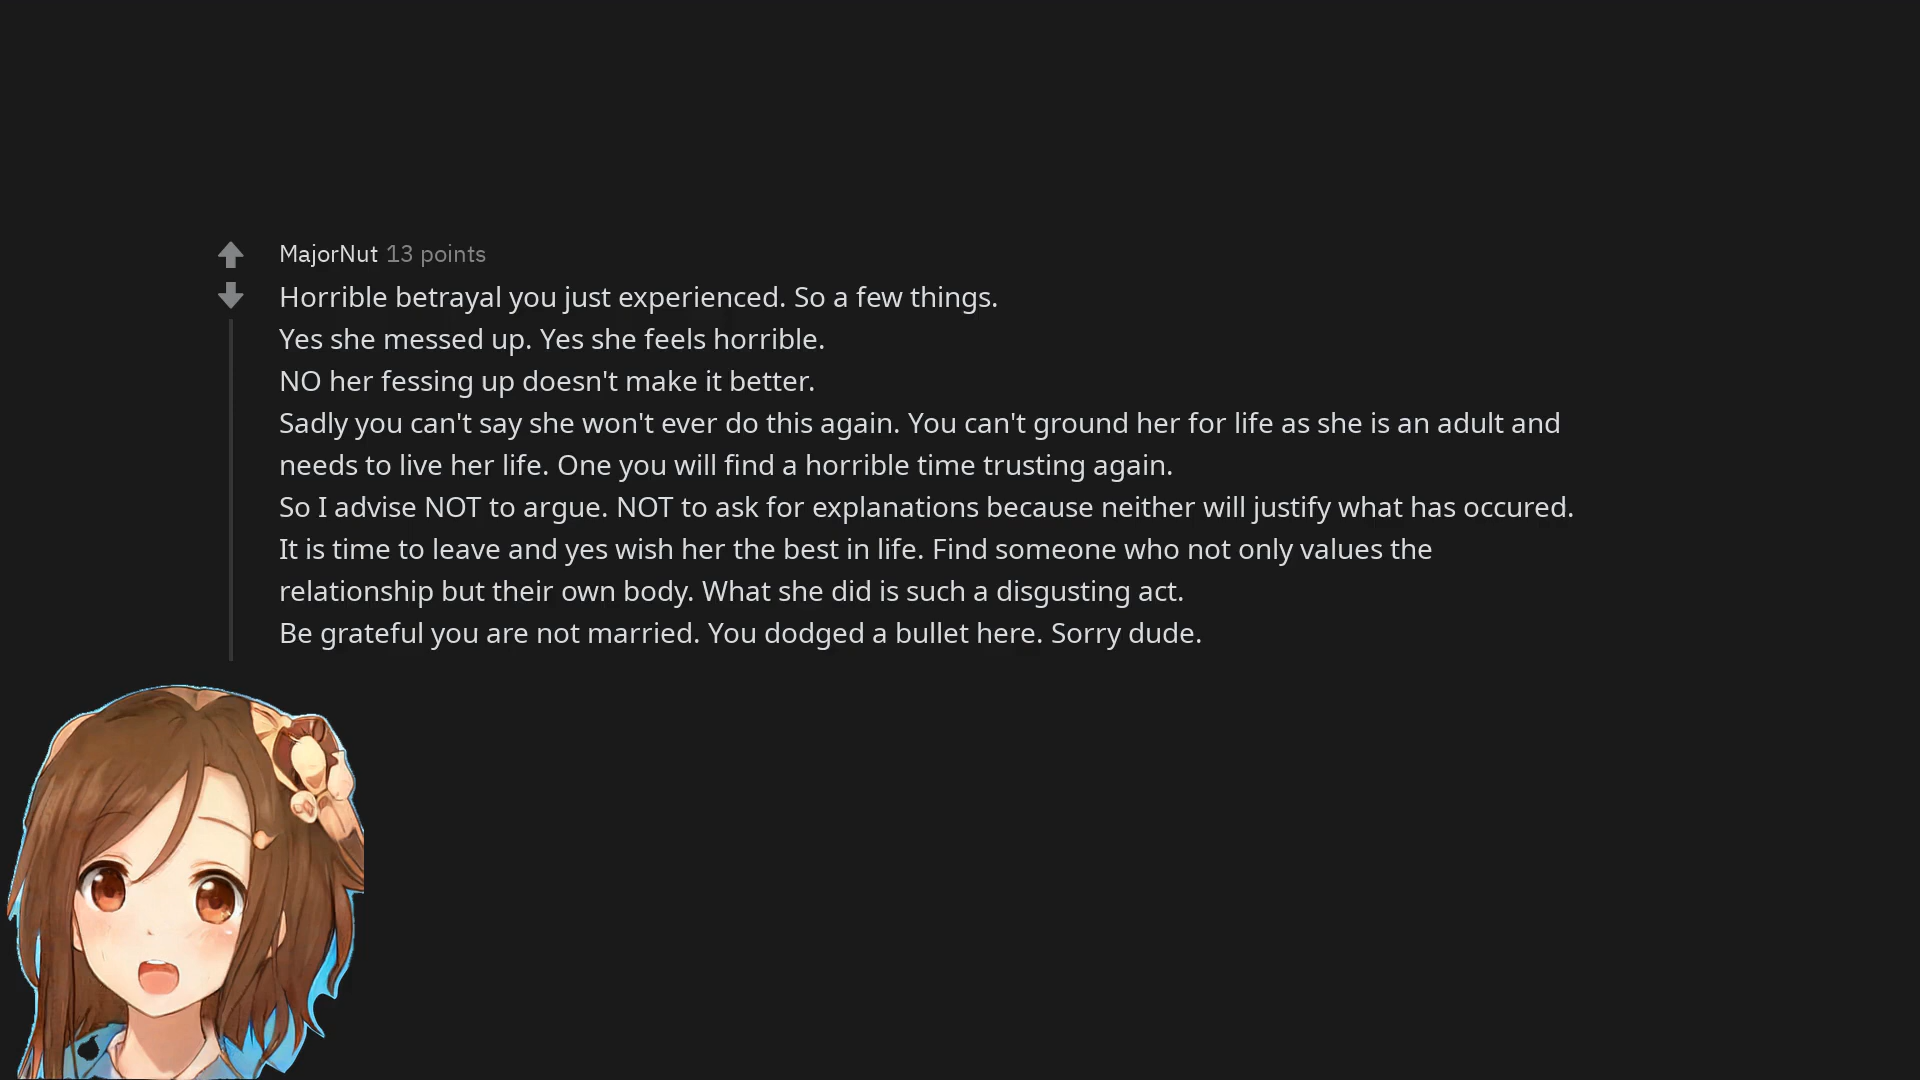 MajorNut 13 points
Horrible betrayal you just experienced. So a few things.
Yes she messed up. Yes she feels horrible.
NO her fessing up doesn't make it better.
Sadly you can't say she won't ever do this again. You can't ground her for life as she is an adult and
needs to live her life. One you will find a horrible time trusting again.
So I advise NOT to argue. NOT to ask for explanations because neither will justify what has occured.
It is time to leave and yes wish her the best in life. Find someone who not only values the
relationship but their own body. What she did is such a disgusting act.
Be grateful you are not married. You dodged a bullet here. Sorry dude.